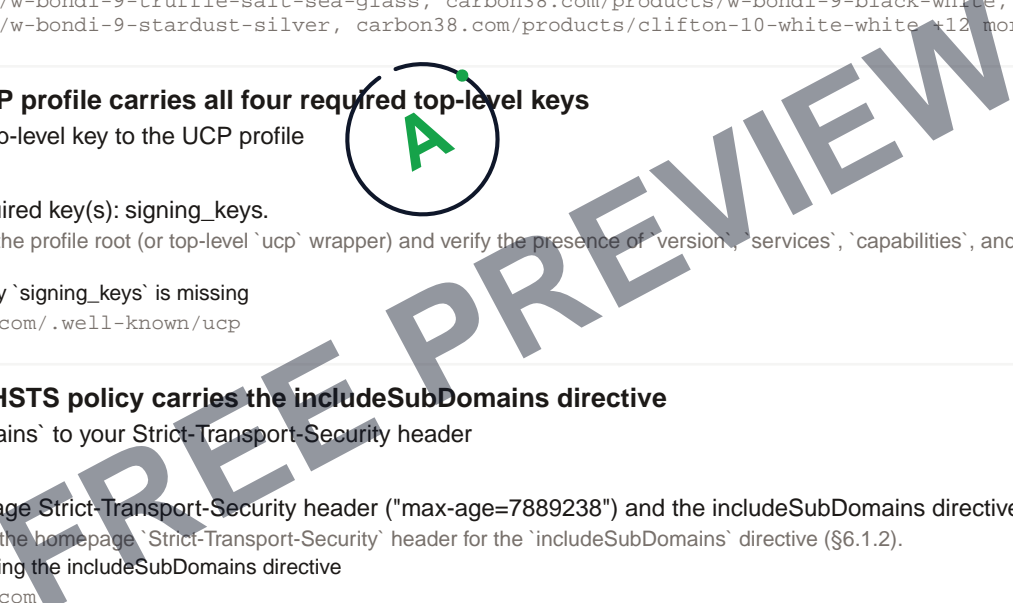 /w-bondi-9-truffle-salt-sea-glass, carbon38.com/products/w-bondi-9-black-white,
/w-bondi-9-stardust-silver, carbon38.com/products/clifton-10-white-white +12 mor
P profile carries all four required top-level keys
o-level key to the UCP profile
A
uired key(s): signing_keys.
the profile root (or top-level `ucp` wrapper) and verify the presence of `version`, `services`, `capabilities`, and
y `signing_keys` is missing
com/.well-known/ucp
HSTS policy carries the includeSubDomains directive
ains` to your Strict-Transport-Security header
age Strict-Transport-Security header ("max-age=7889238") and the includeSubDomains directive
the homepage `Strict-Transport-Security` header for the `includeSubDomains` directive (§6.1.2).
ing the includeSubDomains directive
com
FREE PREVIEW